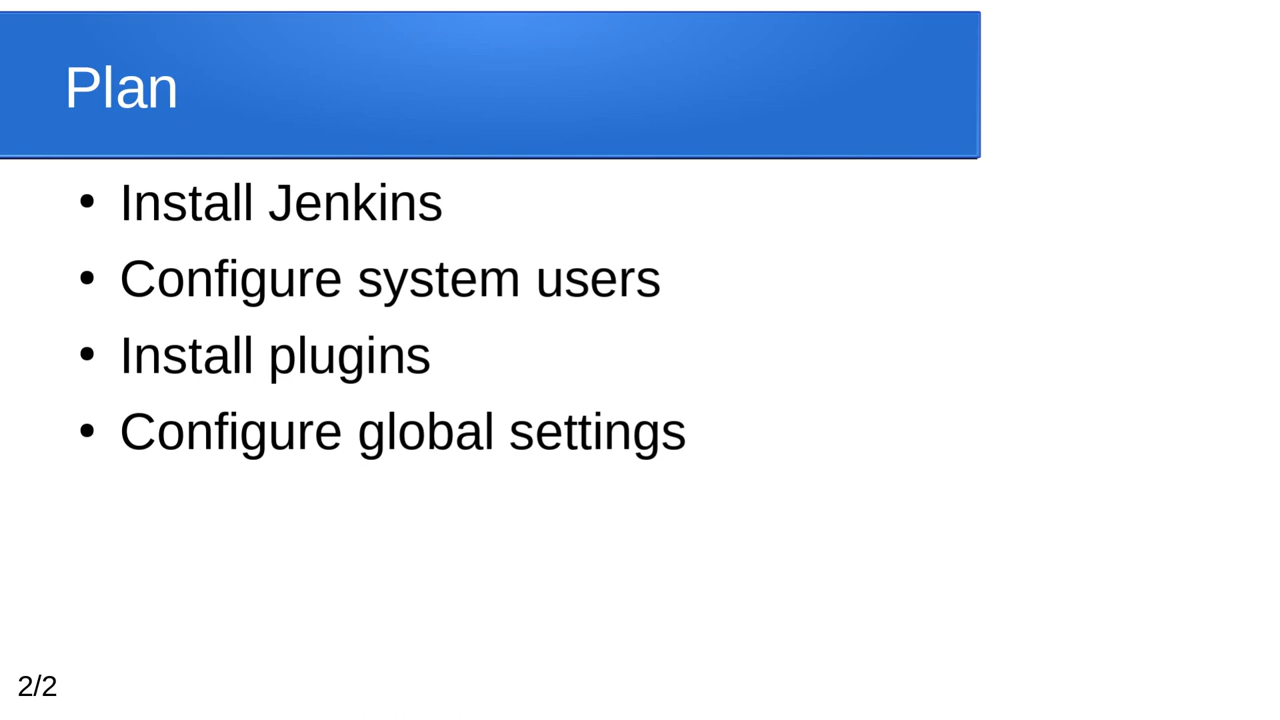 Plan
• Install Jenkins
• Configure system users
• Install plugins
• Configure global settings
2/2